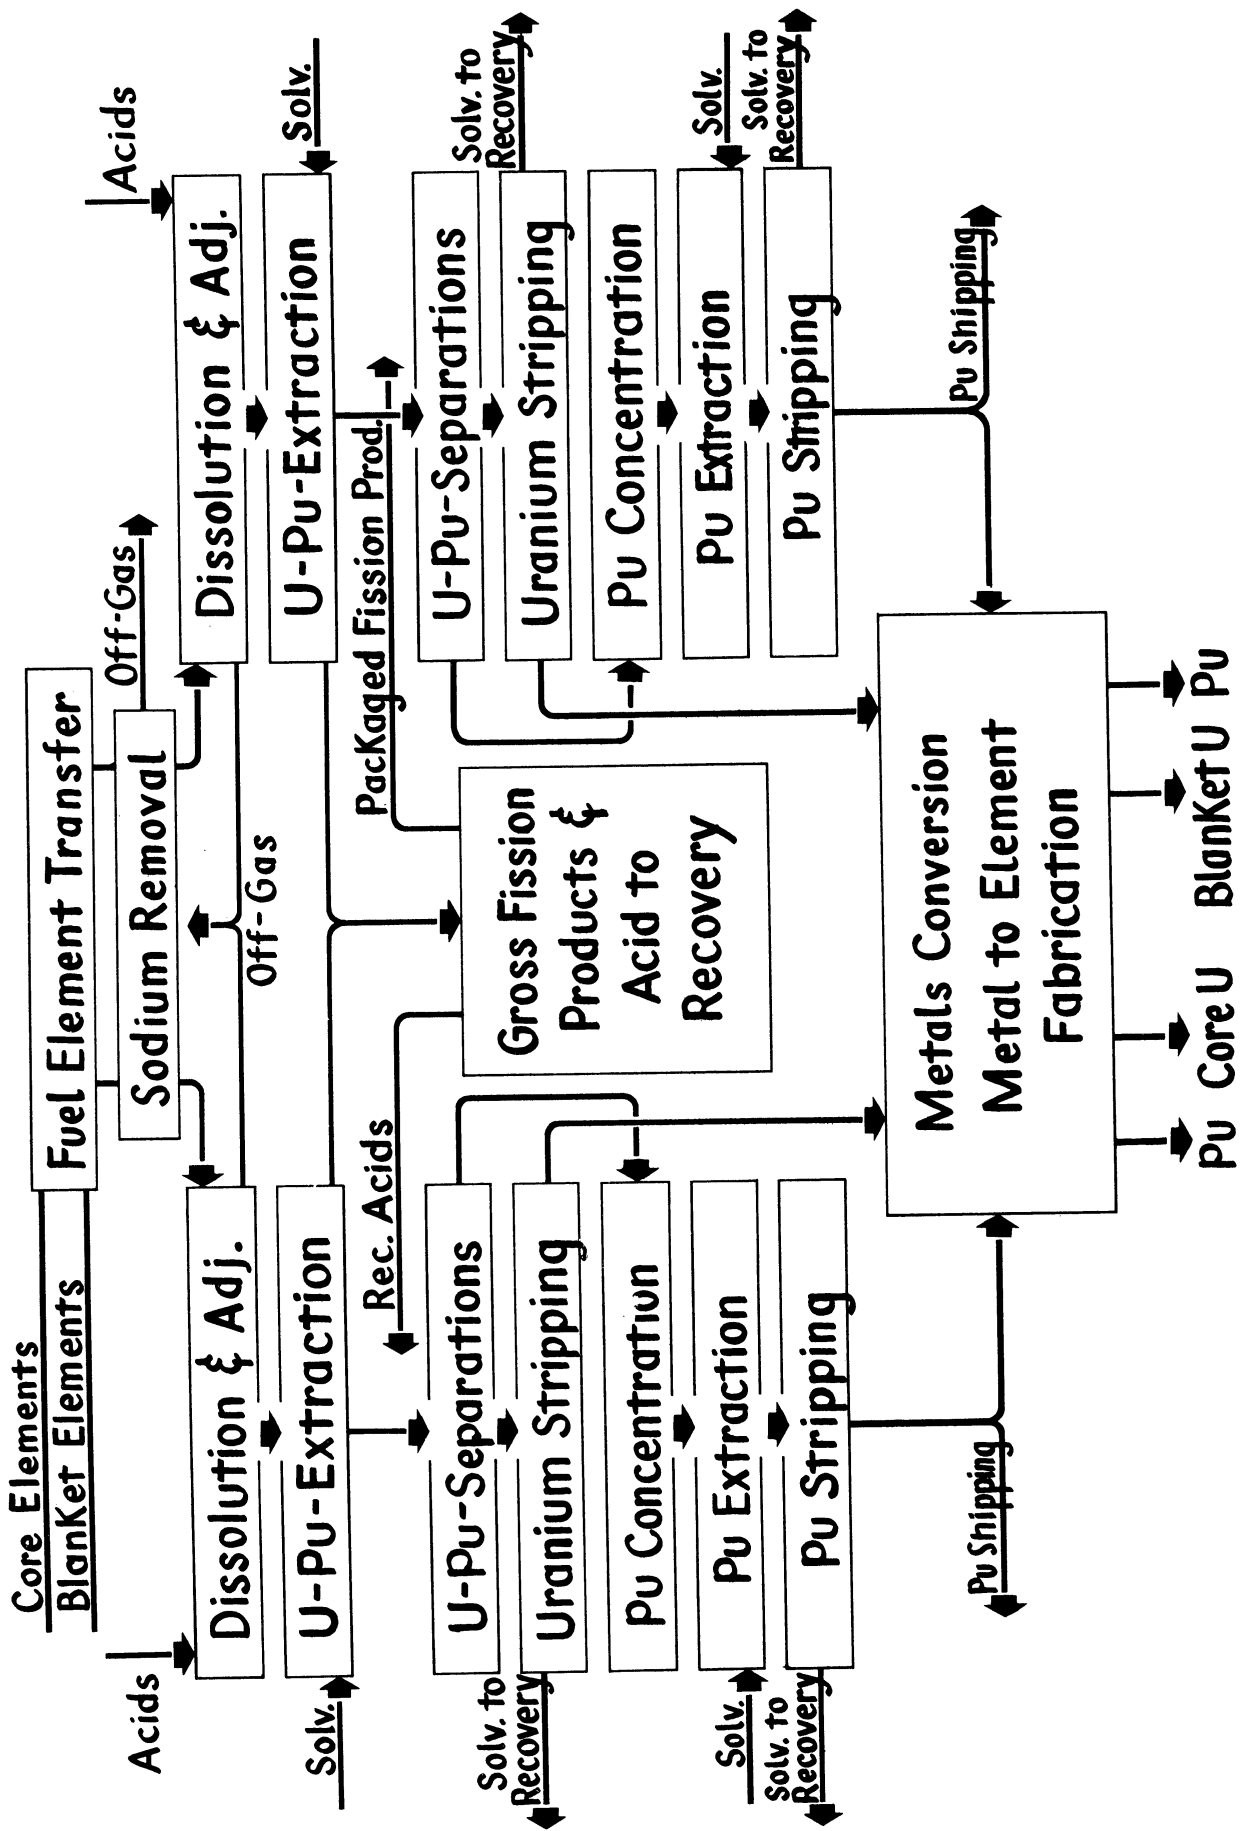 Core Elements
Blanket Elements
Fuel Element Transfer
Acids
Sodium Removal
Off-Gas
Acids
Dissolution & Adj.
Off-Gas
Dissolution & Adj.
Solv.
U-Pu-Extraction
U-Pu-Extraction
Solv.
Rec. Acids
Packaged Fission Prod.
U-Pu-Separations
Gross Fission
Products &
Acid to
Recovery
U-Pu-Separations
Solv. to
Recovery
Uranium Stripping
Uranium Stripping
Solv. to
Recovery
Pu Concentration
Pu Concentration
Solv.
Pu Extraction
Pu Extraction
Solv.
Solv. to
Recovery
Pu Stripping
Pu Stripping
Solv. to
Recovery
Pu Shipping
Metals Conversion
Metal to Element
Fabrication
Pu Shipping
Pu Core U Blanket U Pu